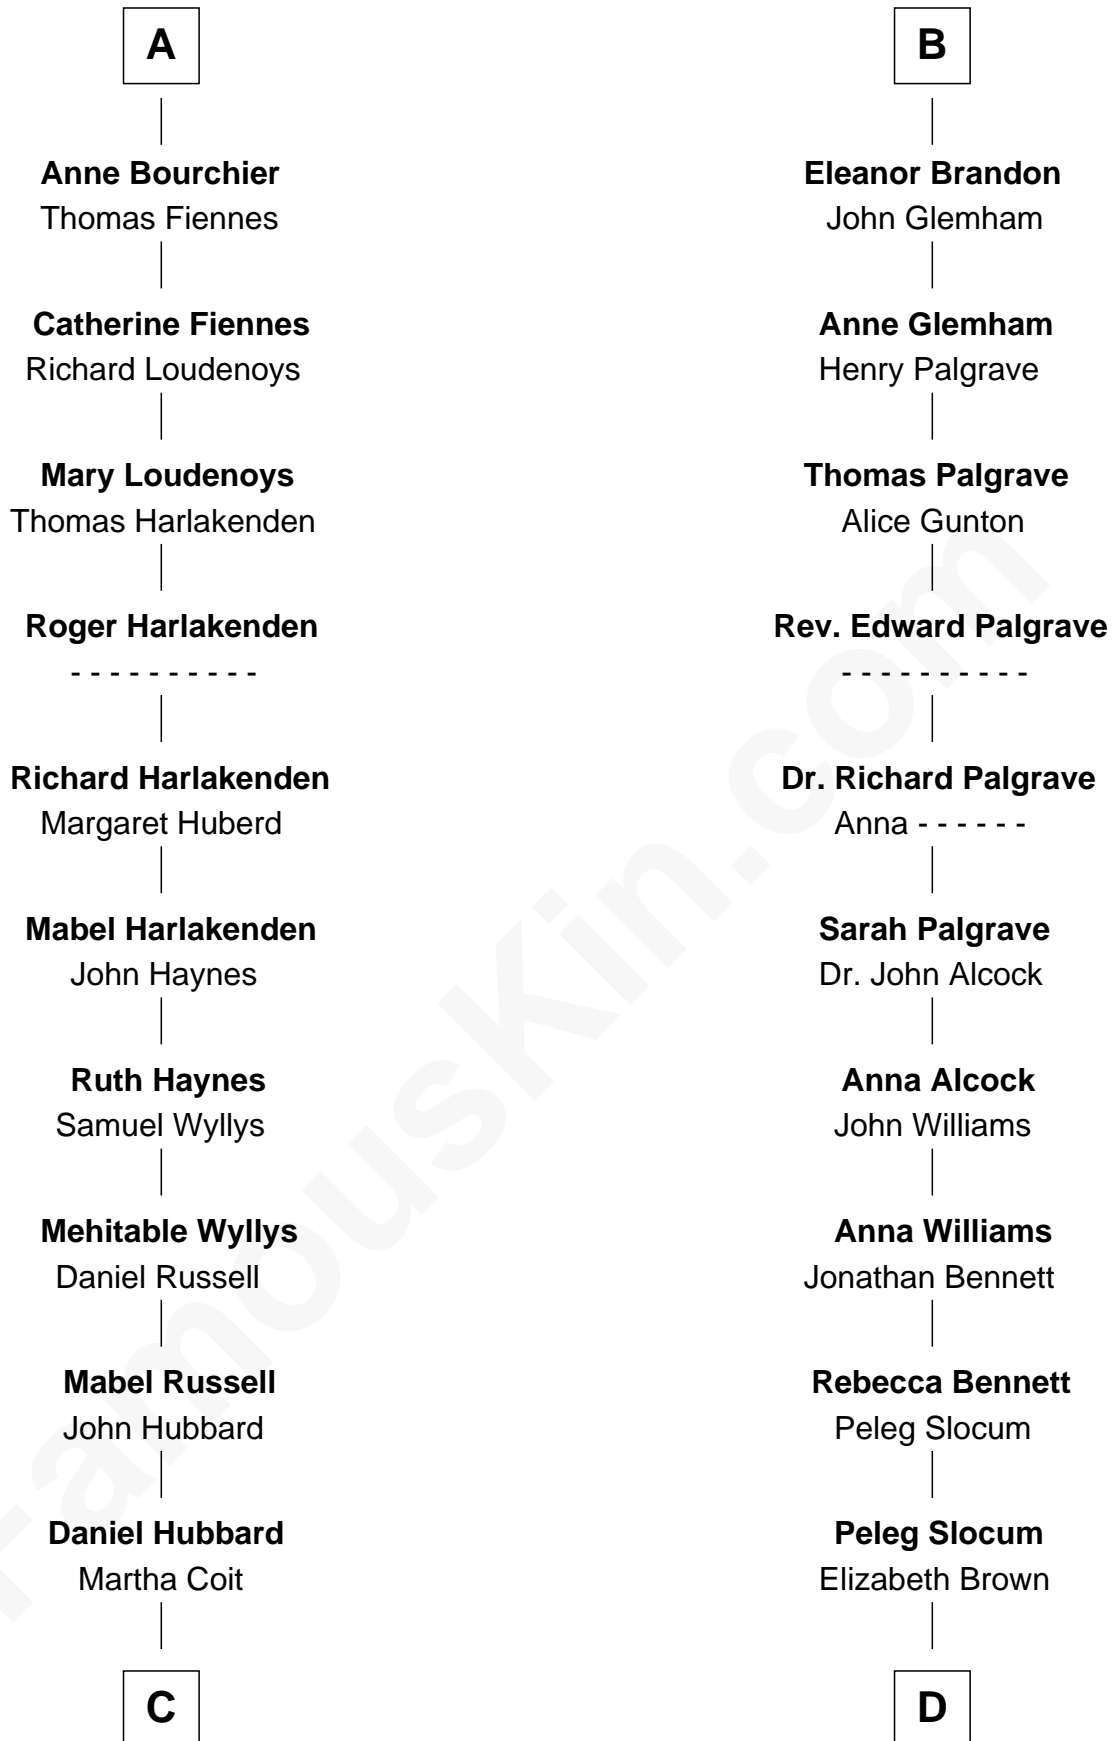 A
Anne Bourchier
Thomas Fiennes
Catherine Fiennes
Richard Loudenoys
Mary Loudenoys
Thomas Harlakenden
Roger Harlakenden
- - - - - - - - - -
Richard Harlakenden
Margaret Huberd
Mabel Harlakenden
John Haynes
Ruth Haynes
Samuel Wyllys
Mehitable Wyllys
Daniel Russell
Mabel Russell
John Hubbard
Daniel Hubbard
Martha Coit
C
B
Eleanor Brandon
John Glemham
Anne Glemham
Henry Palgrave
Thomas Palgrave
Alice Gunton
Rev. Edward Palgrave
- - - - - - - - - -
Dr. Richard Palgrave
Anna - - - - - -
Sarah Palgrave
Dr. John Alcock
Anna Alcock
John Williams
Anna Williams
Jonathan Bennett
Rebecca Bennett
Peleg Slocum
Peleg Slocum
Elizabeth Brown
D
FamousKin.com